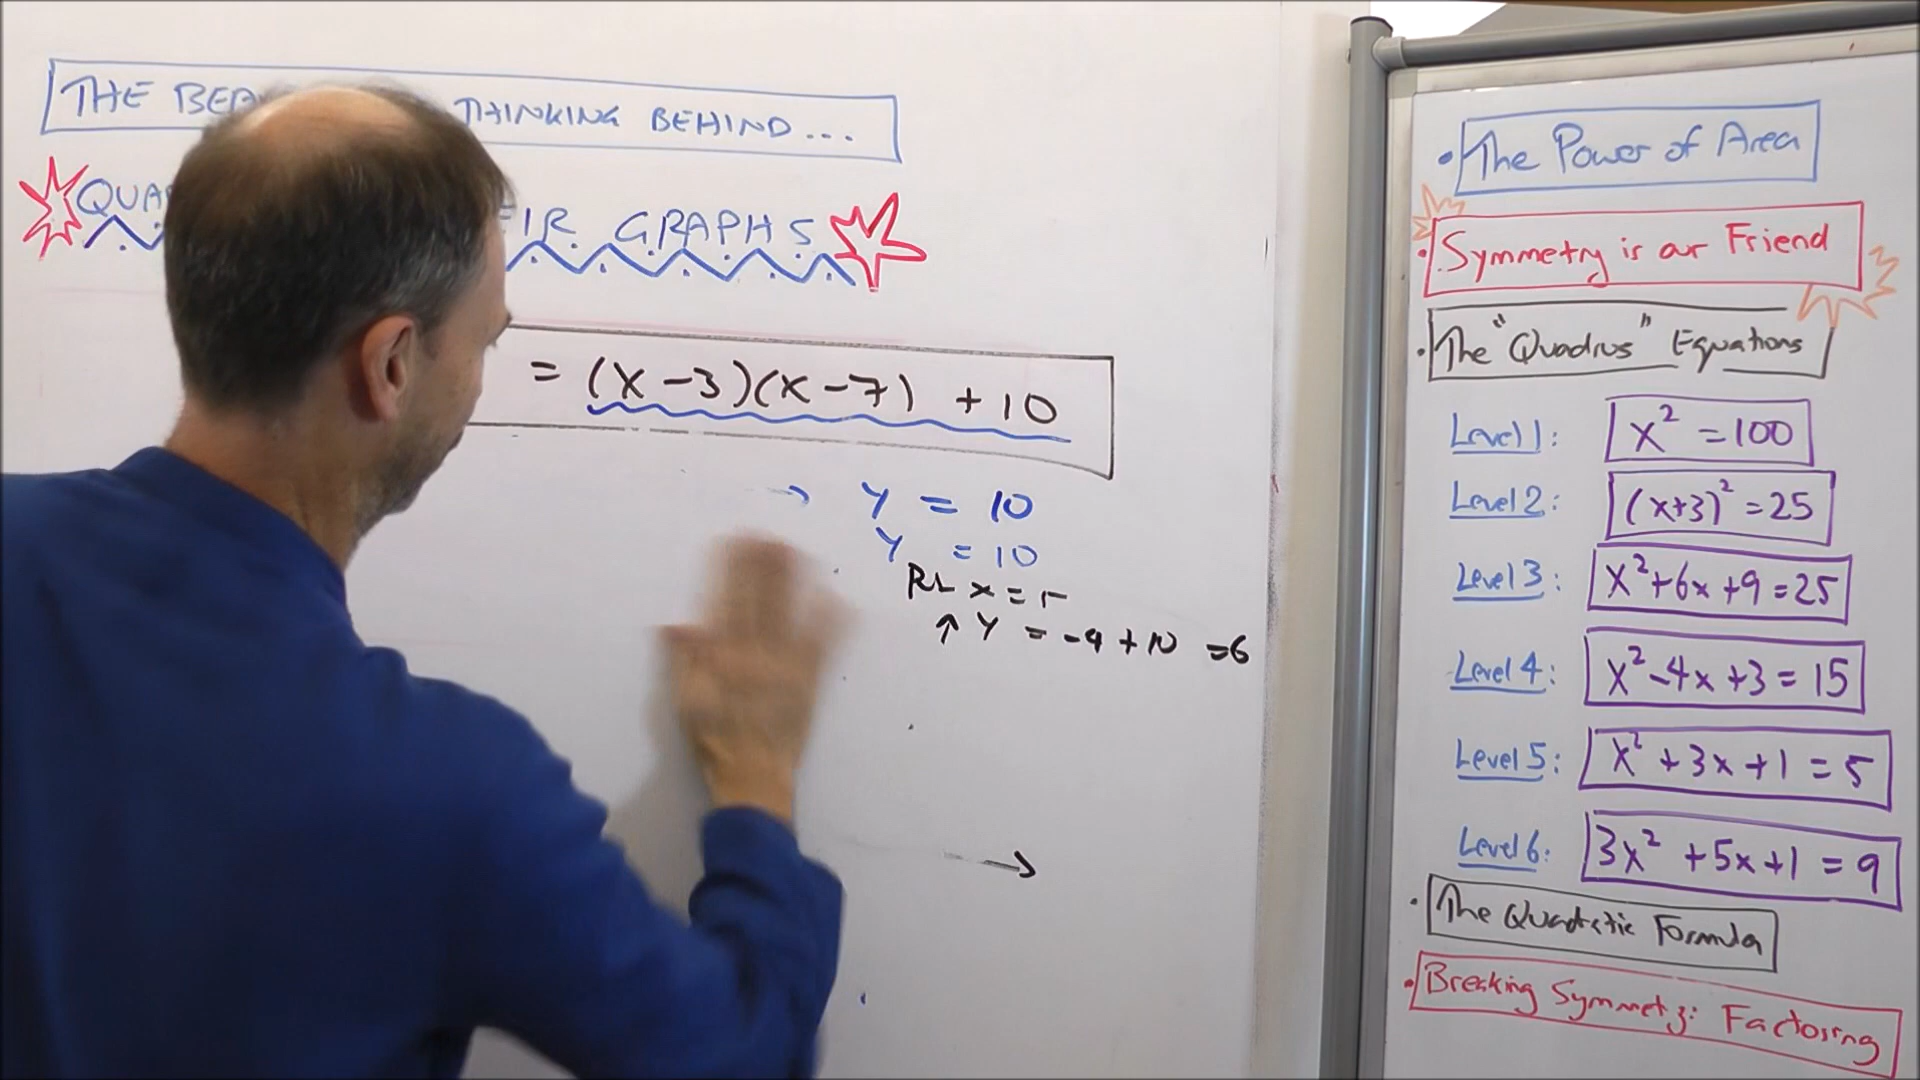 THE BEA THINKING BEHIND...
QUA EIR GRAPHS
= (x-3)(x-7) +10
→ Y = 10
Y = 10
x = 5
↑ Y = -4 + 10 = 6
• The Power of Area
• Symmetry is our Friend
• The "Quadrus" Equations
Level 1: x² = 100
Level 2: (x+3)² = 25
Level 3: x²+6x+9=25
Level 4: x²-4x+3=15
Level 5: x²+3x+1=5
Level 6: 3x²+5x+1=9
• The Quadratic Formula
• Breaking Symmetry: Factoring